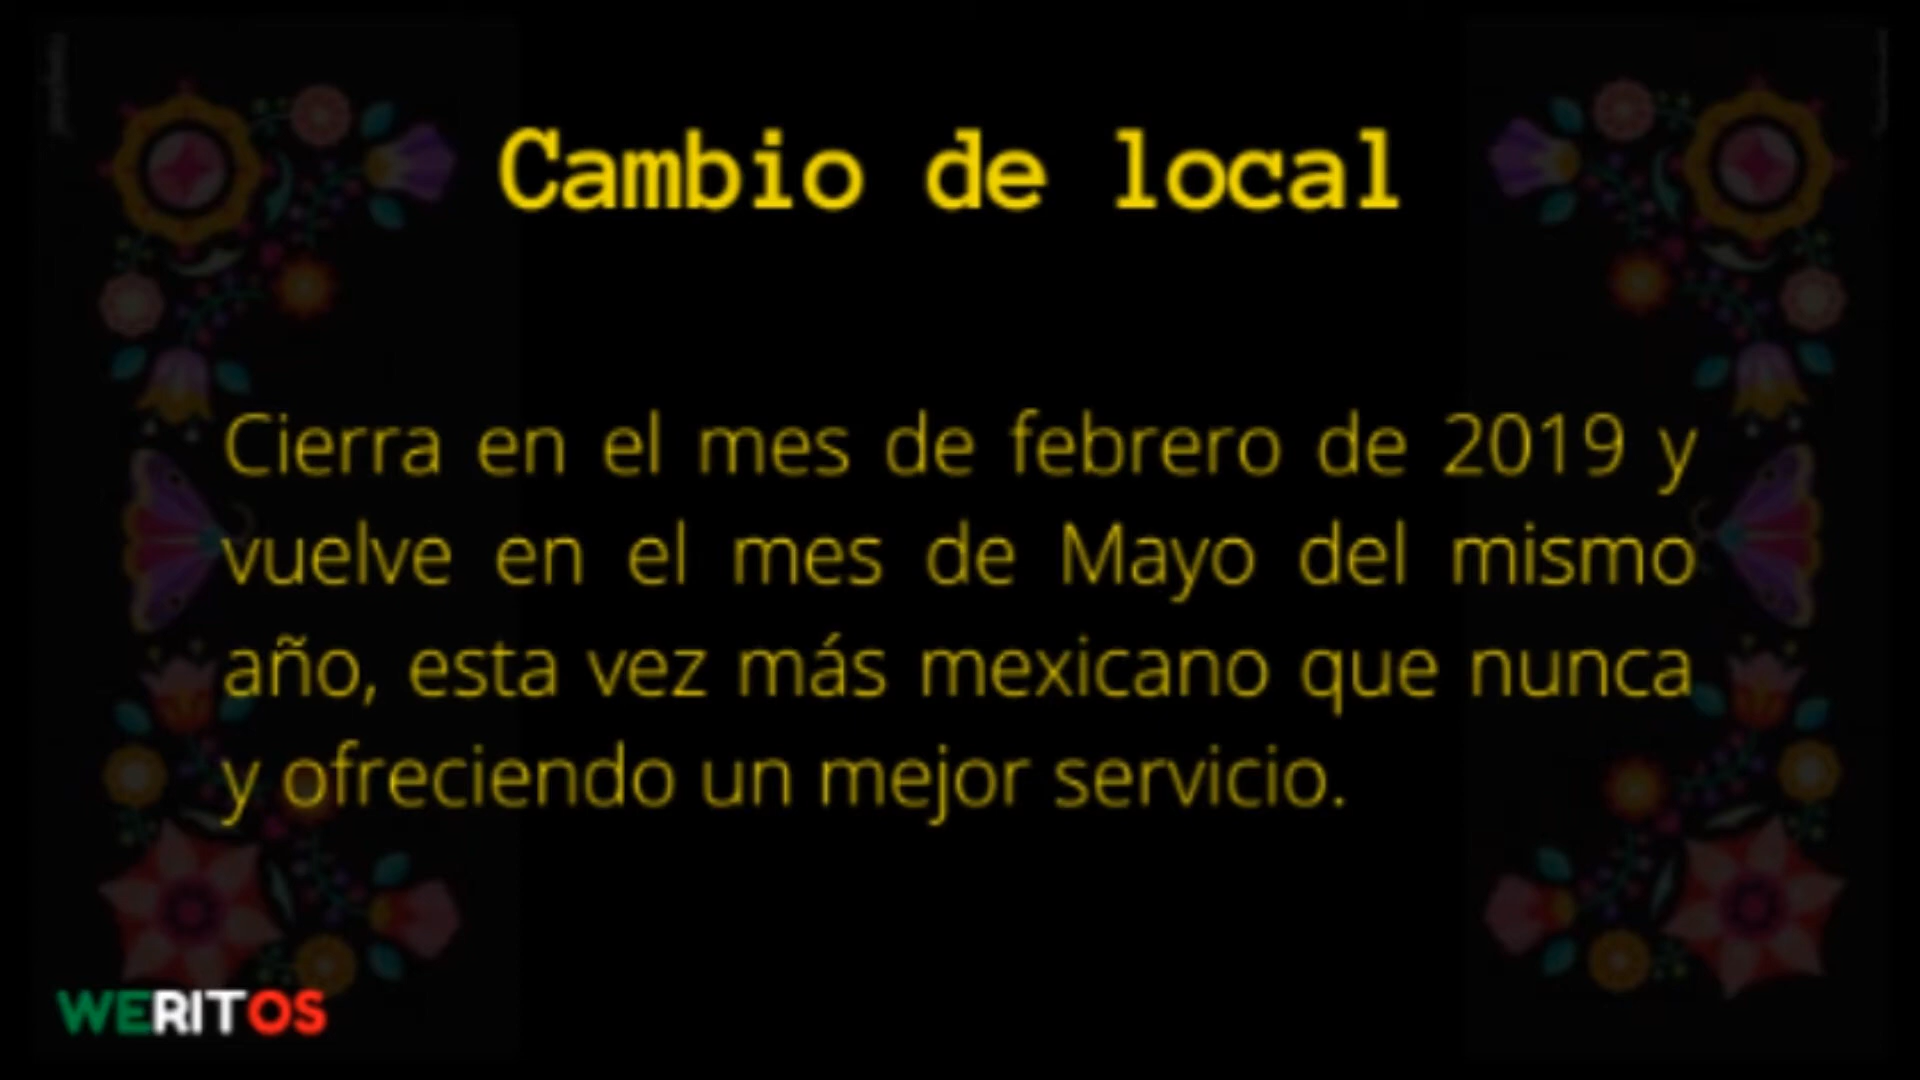 Cambio de local
Cierra en el mes de febrero de 2019 y
vuelve en el mes de Mayo del mismo
año, esta vez más mexicano que nunca
y ofreciendo un mejor servicio.
WERITOS